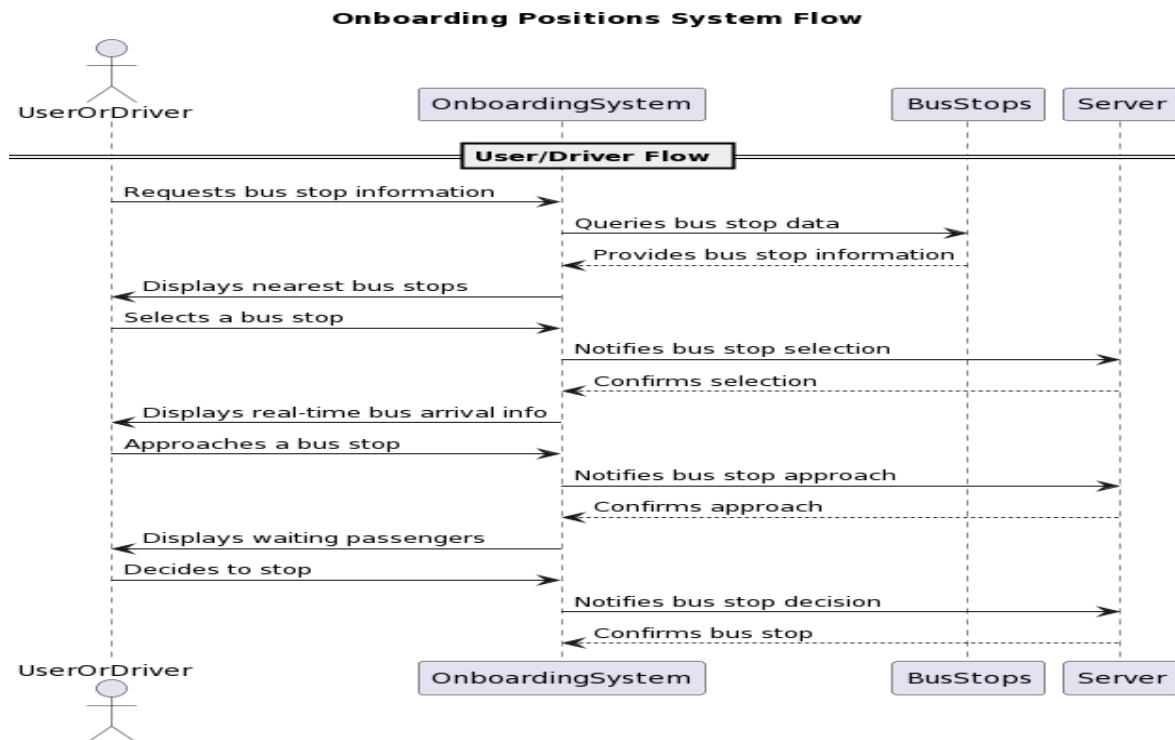 Onboarding Positions System Flow
UserOrDriver
OnboardingSystem
BusStops
Server
User/Driver Flow
Requests bus stop information
Queries bus stop data
Provides bus stop information
Displays nearest bus stops
Selects a bus stop
Notifies bus stop selection
Confirms selection
Displays real-time bus arrival info
Approaches a bus stop
Notifies bus stop approach
Confirms approach
Displays waiting passengers
Decides to stop
Notifies bus stop decision
Confirms bus stop
UserOrDriver
OnboardingSystem
BusStops
Server